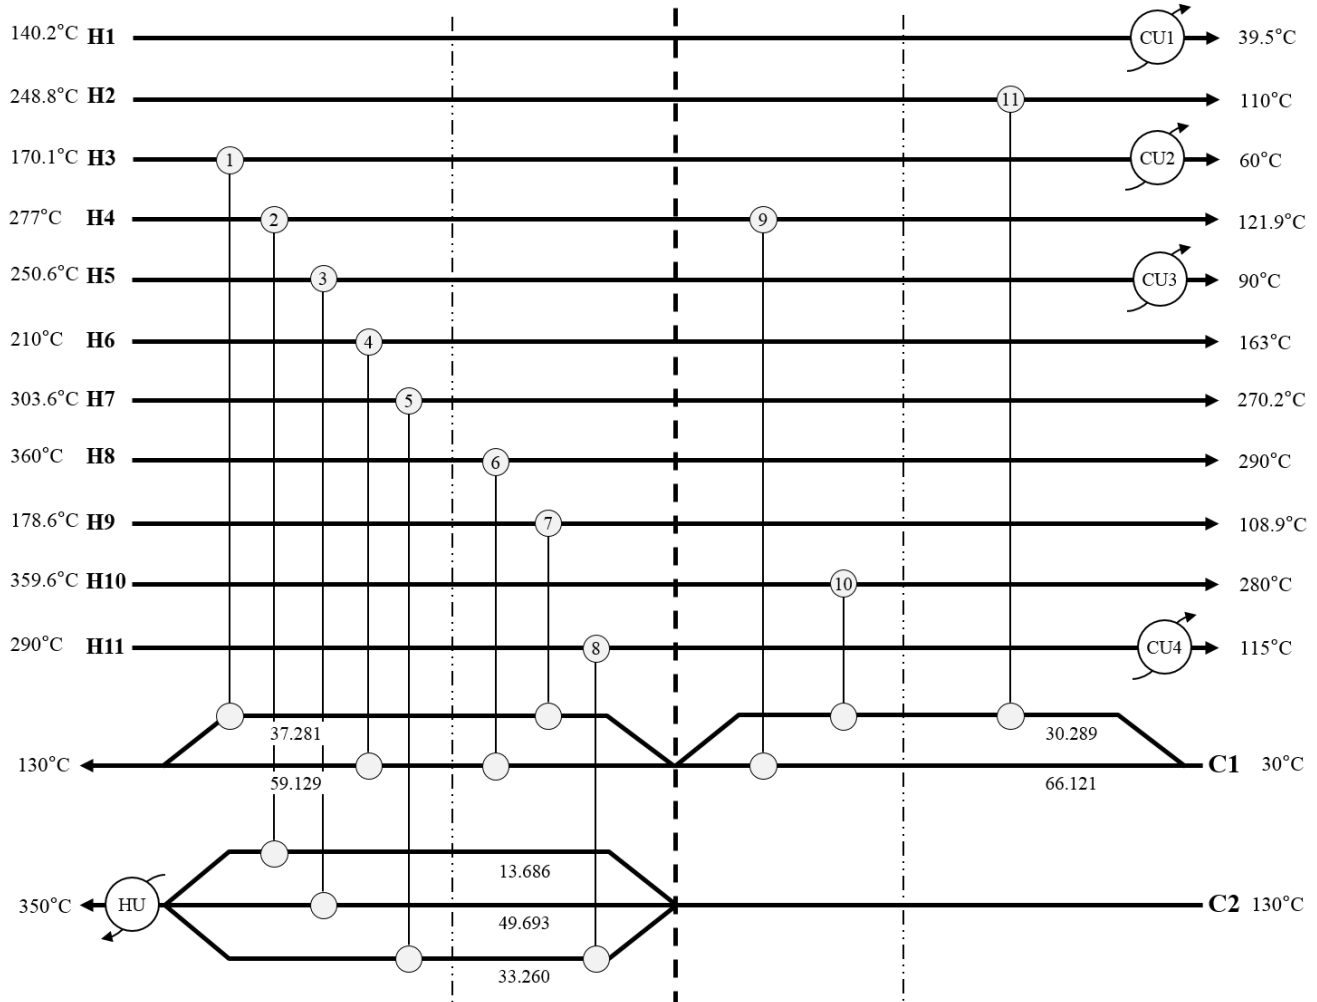 140.2°C H1 CU1 39.5°C
248.8°C H2 11 110°C
170.1°C H3 1 CU2 60°C
277°C H4 2 9 121.9°C
250.6°C H5 3 CU3 90°C
210°C H6 4 163°C
303.6°C H7 5 270.2°C
360°C H8 6 290°C
178.6°C H9 7 108.9°C
359.6°C H10 10 280°C
290°C H11 8 CU4 115°C
37.281 30.289
130°C C1 30°C
59.129 66.121
13.686
350°C HU C2 130°C
49.693
33.260